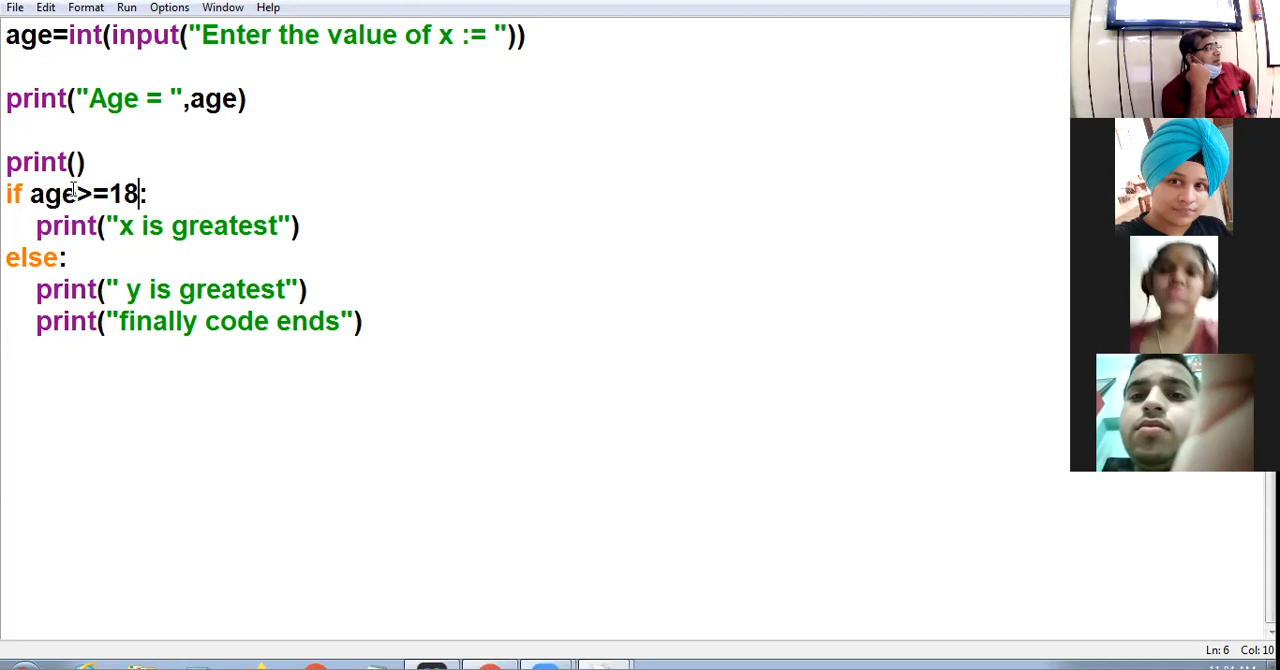 File Edit Format Run Options Window Help
age=int(input("Enter the value of x := "))
print("Age = ",age)
print()
if age>=18:
print("x is greatest")
else:
print(" y is greatest")
print("finally code ends")
Ln: 6 Col: 10